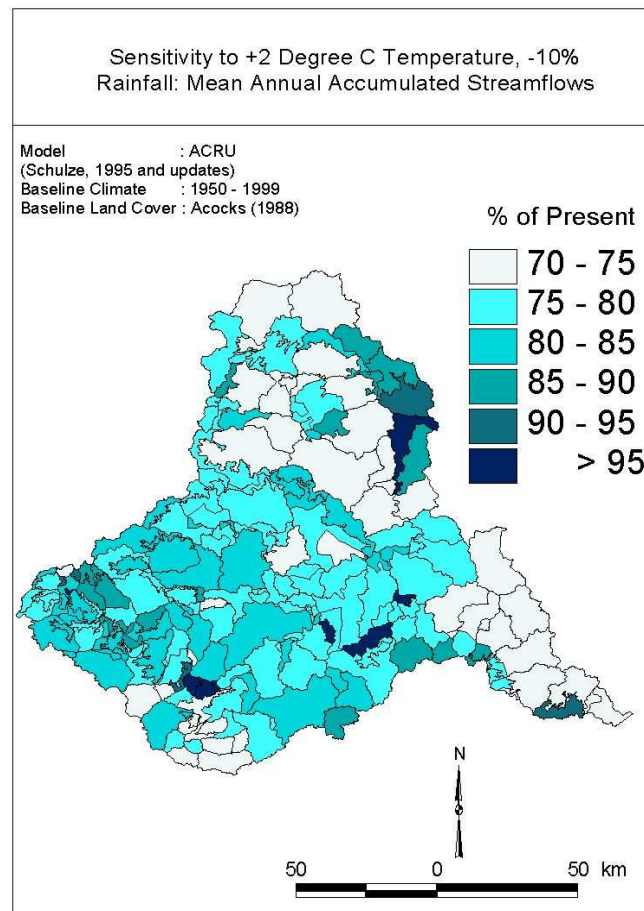 Sensitivity to +2 Degree C Temperature, -10%
Rainfall: Mean Annual Accumulated Streamflows
Model : ACRU
(Schulze, 1995 and updates)
Baseline Climate : 1950 - 1999
Baseline Land Cover : Acocks (1988)
% of Present
70 - 75
75 - 80
80 - 85
85 - 90
90 - 95
> 95
N
50 0 50 km